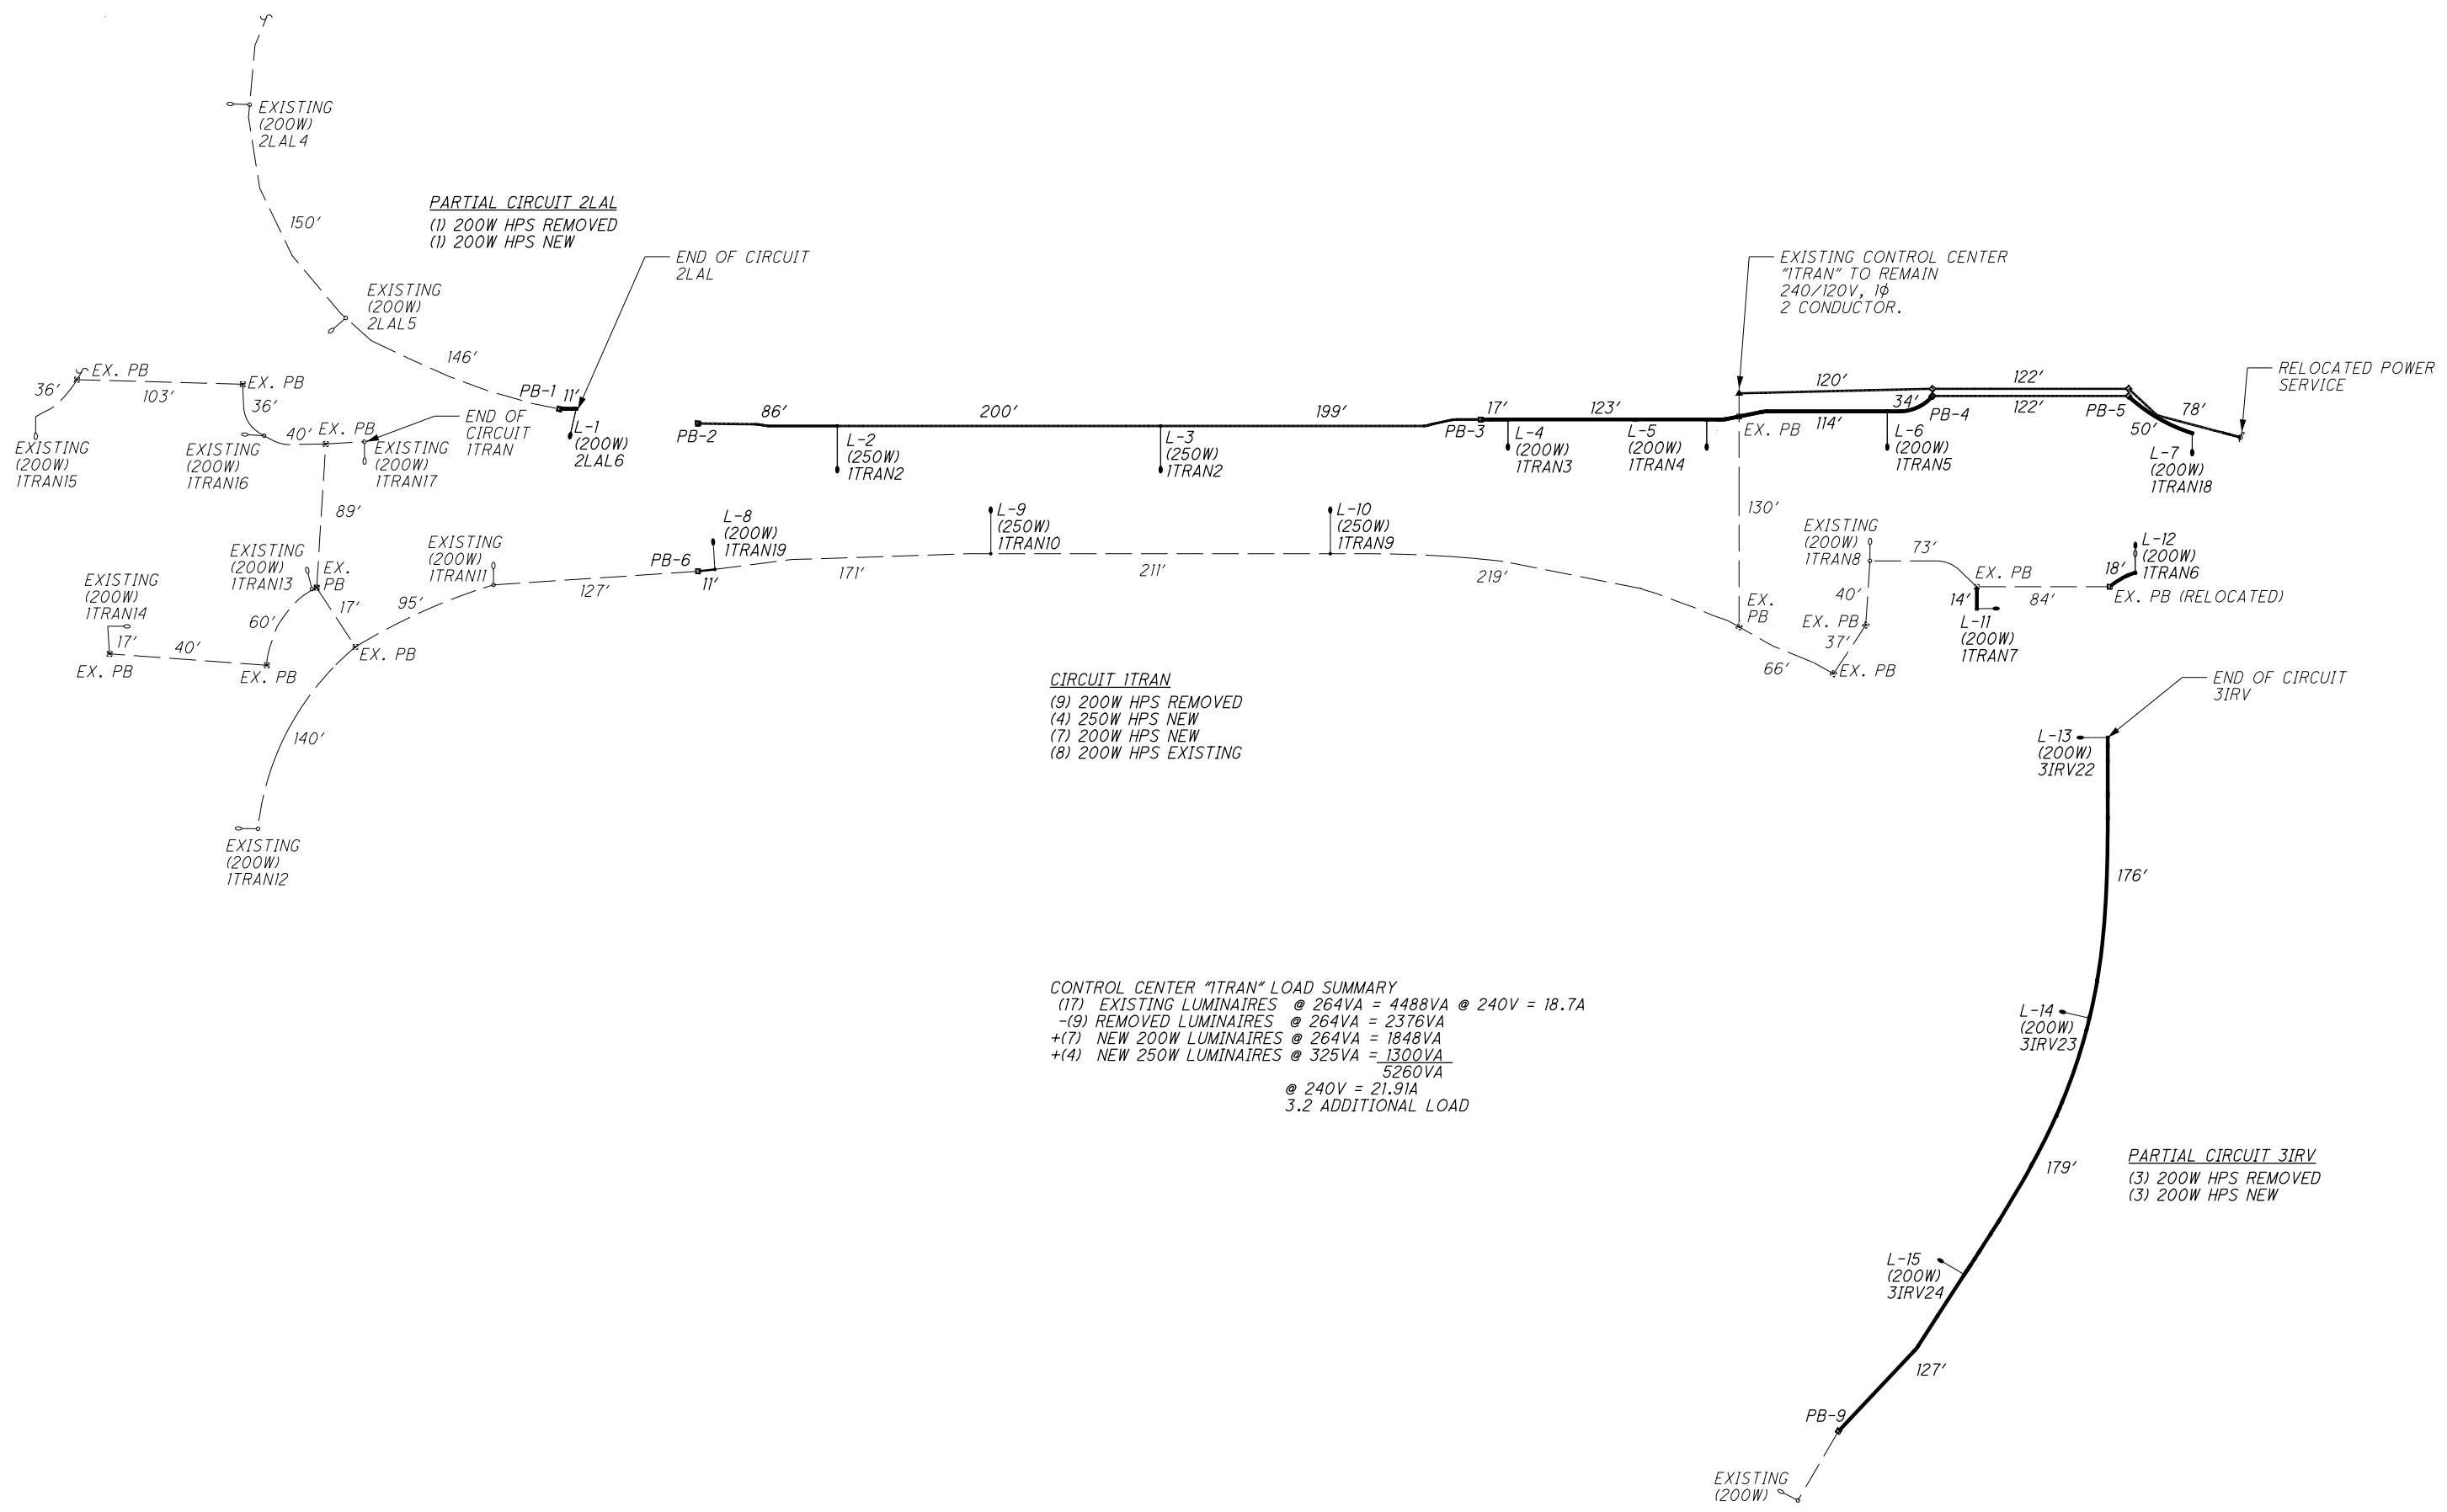 EXISTING
(200W)
2LAL4
150'
PARTIAL CIRCUIT 2LAL
(1) 200W HPS REMOVED
(1) 200W HPS NEW
END OF CIRCUIT
2LAL
EXISTING CONTROL CENTER
"1TRAN" TO REMAIN
240/120V, 1ϕ
2 CONDUCTOR.
EXISTING
(200W)
2LAL5
146'
RELOCATED POWER
SERVICE
EX. PB
36'
103'
EX. PB
36'
PB-1
11'
L-1
(200W)
2LAL6
END OF
CIRCUIT
1TRAN
EXISTING
(200W)
1TRAN15
EXISTING
(200W)
1TRAN16
40'
EX. PB
EXISTING
(200W)
1TRAN17
PB-2
86'
L-2
(250W)
1TRAN2
200'
L-3
(250W)
1TRAN2
199'
PB-3
17'
L-4
(200W)
1TRAN3
123'
L-5
(200W)
1TRAN4
EX. PB
120'
114'
34'
L-6
(200W)
1TRAN5
PB-4
122'
122'
PB-5
50'
78'
L-7
(200W)
1TRAN18
89'
130'
EXISTING
(200W)
1TRAN13
EX.
PB
EXISTING
(200W)
1TRAN11
PB-6
11'
L-8
(200W)
1TRAN19
L-9
(250W)
1TRAN10
L-10
(250W)
1TRAN9
127'
171'
211'
219'
EXISTING
(200W)
1TRAN8
73'
EX. PB
L-12
(200W)
1TRAN6
18'
EX. PB (RELOCATED)
84'
14'
L-11
(200W)
1TRAN7
40'
EX. PB
37'
EX.
PB
66'
EX. PB
EXISTING
(200W)
1TRAN14
17'
40'
EX. PB
60'
17'
95'
EX. PB
EX. PB
140'
EXISTING
(200W)
1TRAN12
CIRCUIT 1TRAN
(9) 200W HPS REMOVED
(4) 250W HPS NEW
(7) 200W HPS NEW
(8) 200W HPS EXISTING
END OF CIRCUIT
3IRV
L-13
(200W)
3IRV22
176'
CONTROL CENTER "1TRAN" LOAD SUMMARY
(17) EXISTING LUMINAIRES @ 264VA = 4488VA @ 240V = 18.7A
-(9) REMOVED LUMINAIRES @ 264VA = 2376VA
+(7) NEW 200W LUMINAIRES @ 264VA = 1848VA
+(4) NEW 250W LUMINAIRES @ 325VA = 1300VA
5260VA
@ 240V = 21.91A
3.2 ADDITIONAL LOAD
L-14
(200W)
3IRV23
179'
PARTIAL CIRCUIT 3IRV
(3) 200W HPS REMOVED
(3) 200W HPS NEW
L-15
(200W)
3IRV24
127'
PB-9
EXISTING
(200W)